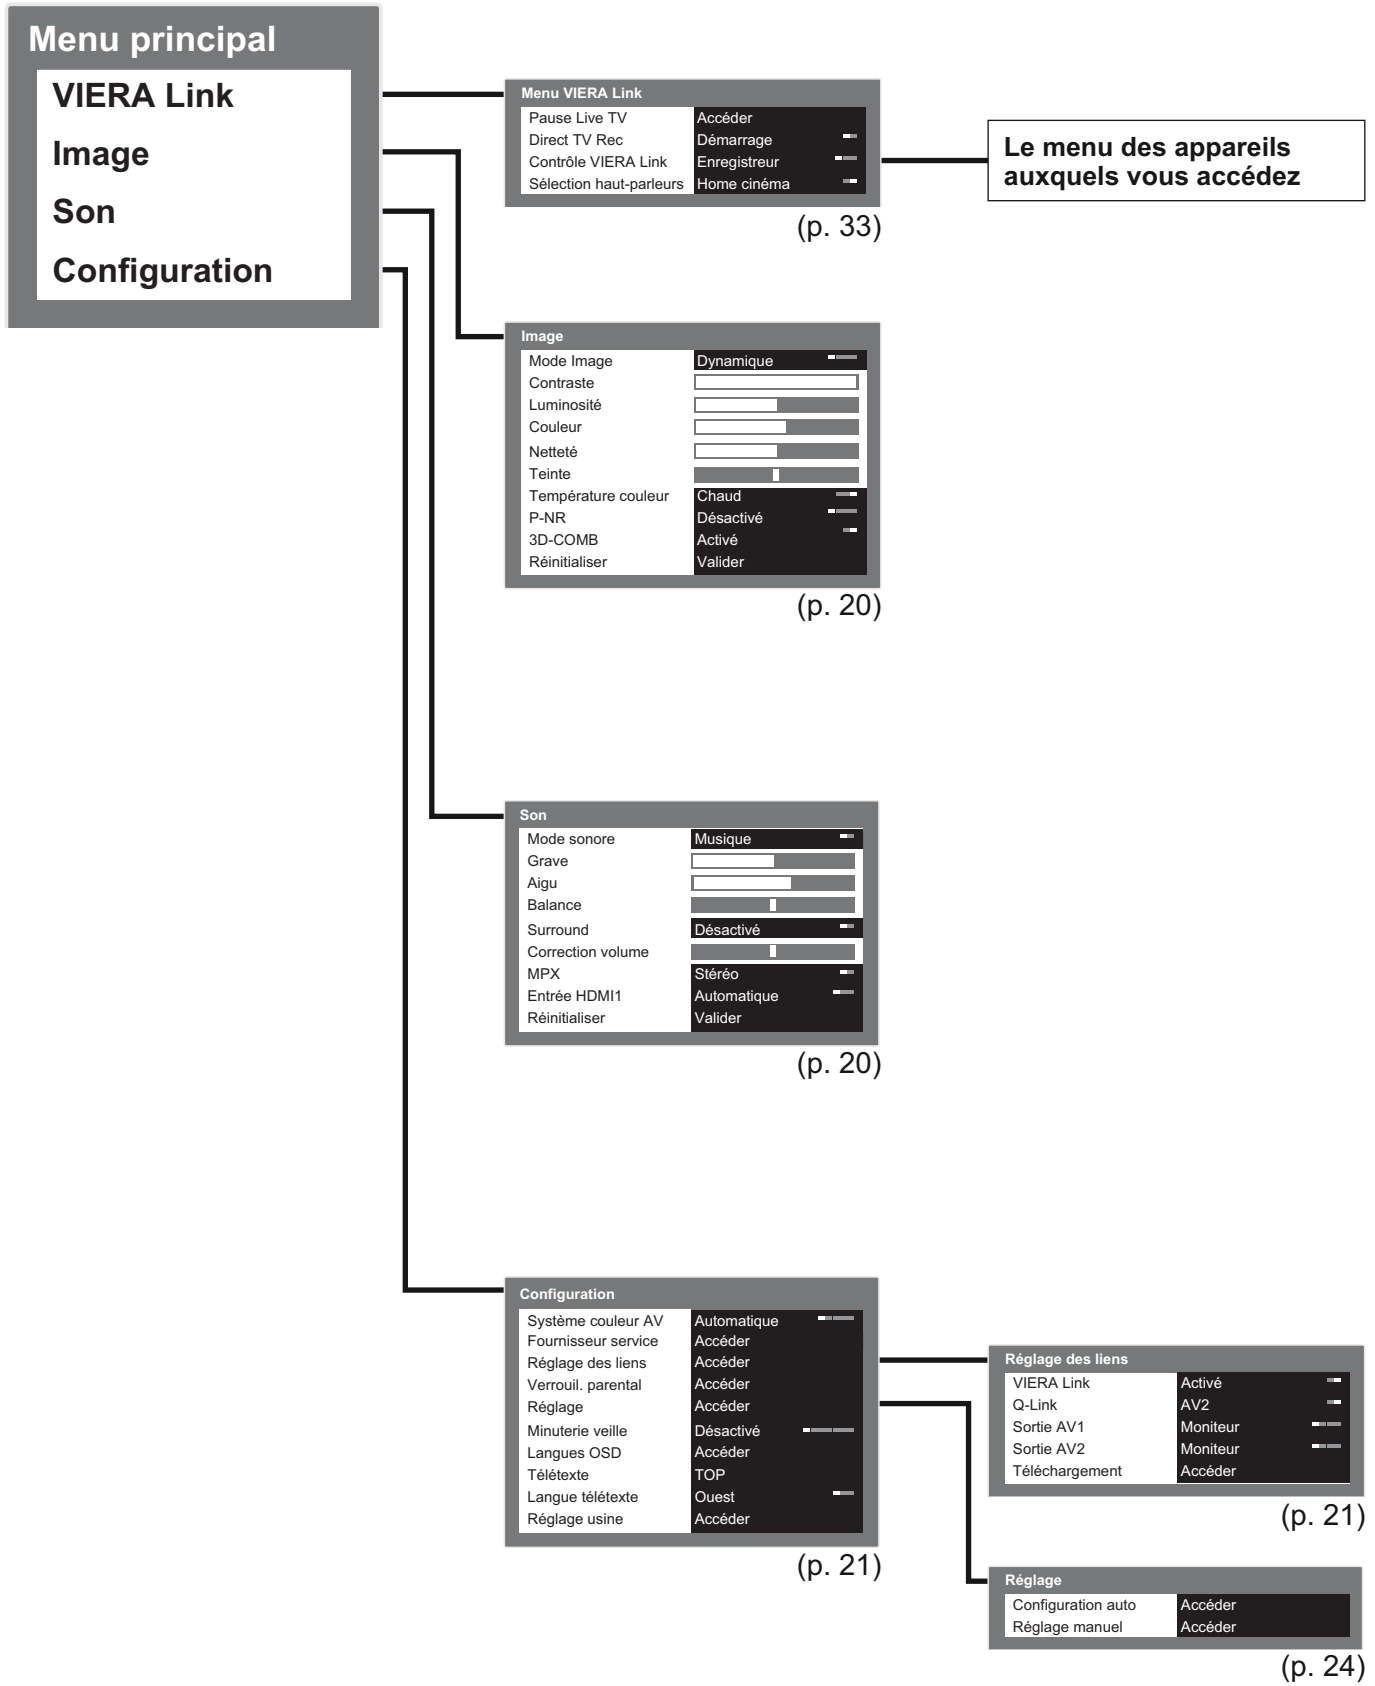 Menu principal
VIERA Link
Image
Son
Configuration
Menu VIERA Link
Pause Live TV Accéder
Direct TV Rec Démarrage
Contrôle VIERA Link Enregistreur
Sélection haut-parleurs Home cinéma
(p. 33)
Le menu des appareils
auxquels vous accédez
Image
Mode Image Dynamique
Contraste
Luminosité
Couleur
Netteté
Teinte
Température couleur Chaud
P-NR Désactivé
3D-COMB Activé
Réinitialiser Valider
(p. 20)
Son
Mode sonore Musique
Grave
Aigu
Balance
Surround Désactivé
Correction volume
MPX Stéréo
Entrée HDMI1 Automatique
Réinitialiser Valider
(p. 20)
Configuration
Système couleur AV Automatique
Fournisseur service Accéder
Réglage des liens Accéder
Verrouil. parental Accéder
Réglage Accéder
Minuterie veille Désactivé
Langues OSD Accéder
Télétexte TOP
Langue télétexte Ouest
Réglage usine Accéder
(p. 21)
Réglage des liens
VIERA Link Activé
Q-Link AV2
Sortie AV1 Moniteur
Sortie AV2 Moniteur
Téléchargement Accéder
(p. 21)
Réglage
Configuration auto Accéder
Réglage manuel Accéder
(p. 24)